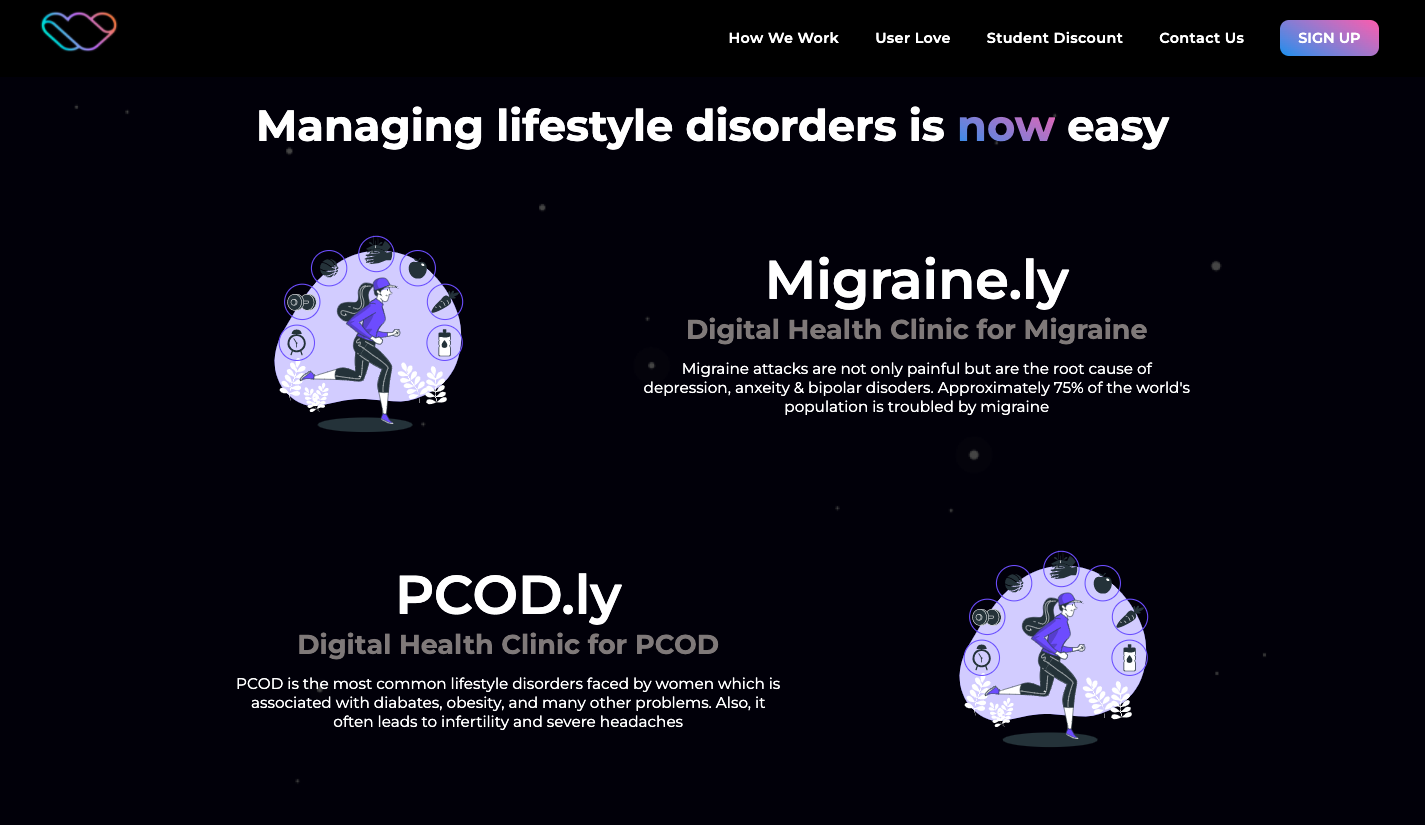 How We Work
User Love
Student Discount
Contact Us
SIGN UP
Managing lifestyle disorders is now easy
Migraine.ly
Digital Health Clinic for Migraine
Migraine attacks are not only painful but are the root cause of
depression, anxeity & bipolar disoders. Approximately 75% of the world's
population is troubled by migraine
PCOD.ly
Digital Health Clinic for PCOD
PCOD is the most common lifestyle disorders faced by women which is
associated with diabates, obesity, and many other problems. Also, it
often leads to infertility and severe headaches